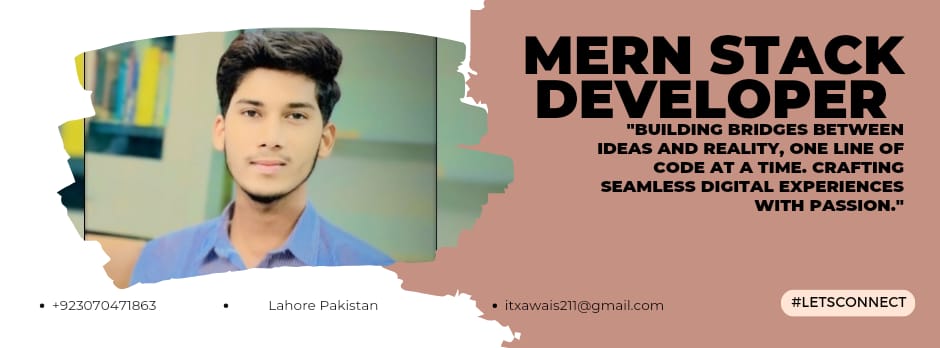 MERN STACK
DEVELOPER
"BUILDING BRIDGES BETWEEN
IDEAS AND REALITY, ONE LINE OF
CODE AT A TIME. CRAFTING
SEAMLESS DIGITAL EXPERIENCES
WITH PASSION."
• +923070471863
• Lahore Pakistan
• itxawais211@gmail.com
#LETSCONNECT